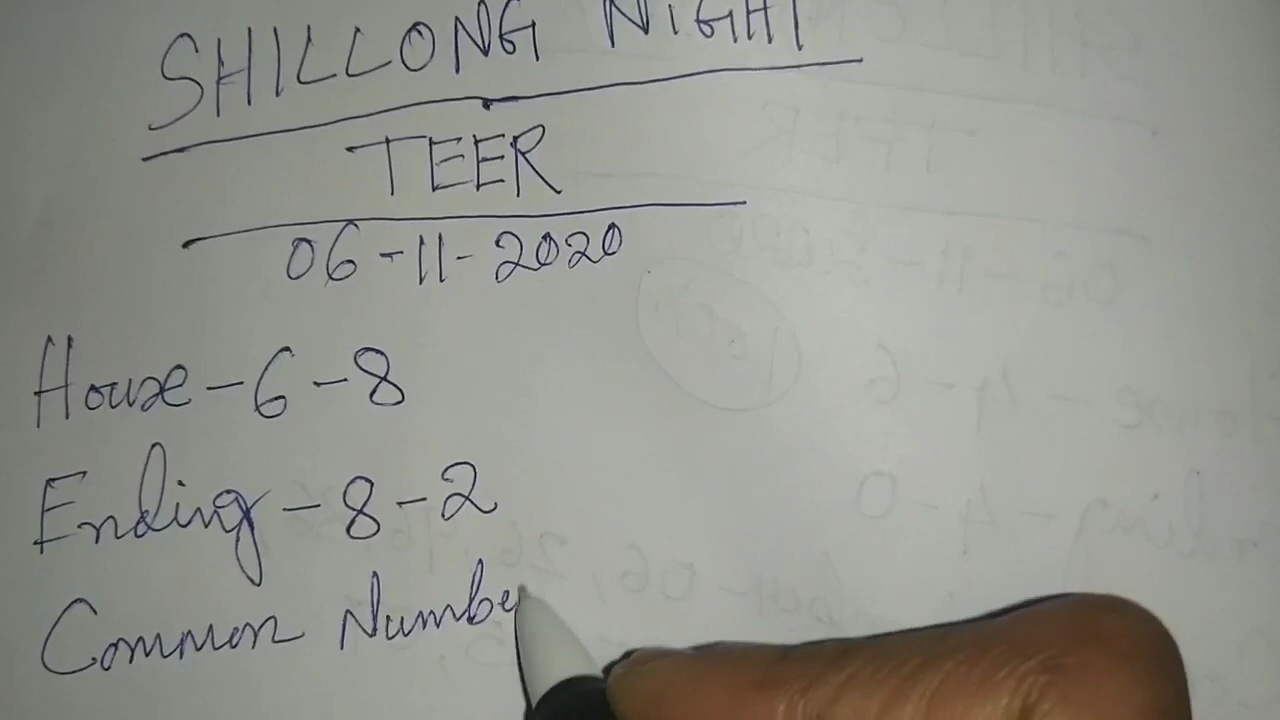 SHILLONG NIGHT
TEER
06-11-2020
House-6-8
Ending-8-2
Common Numbe